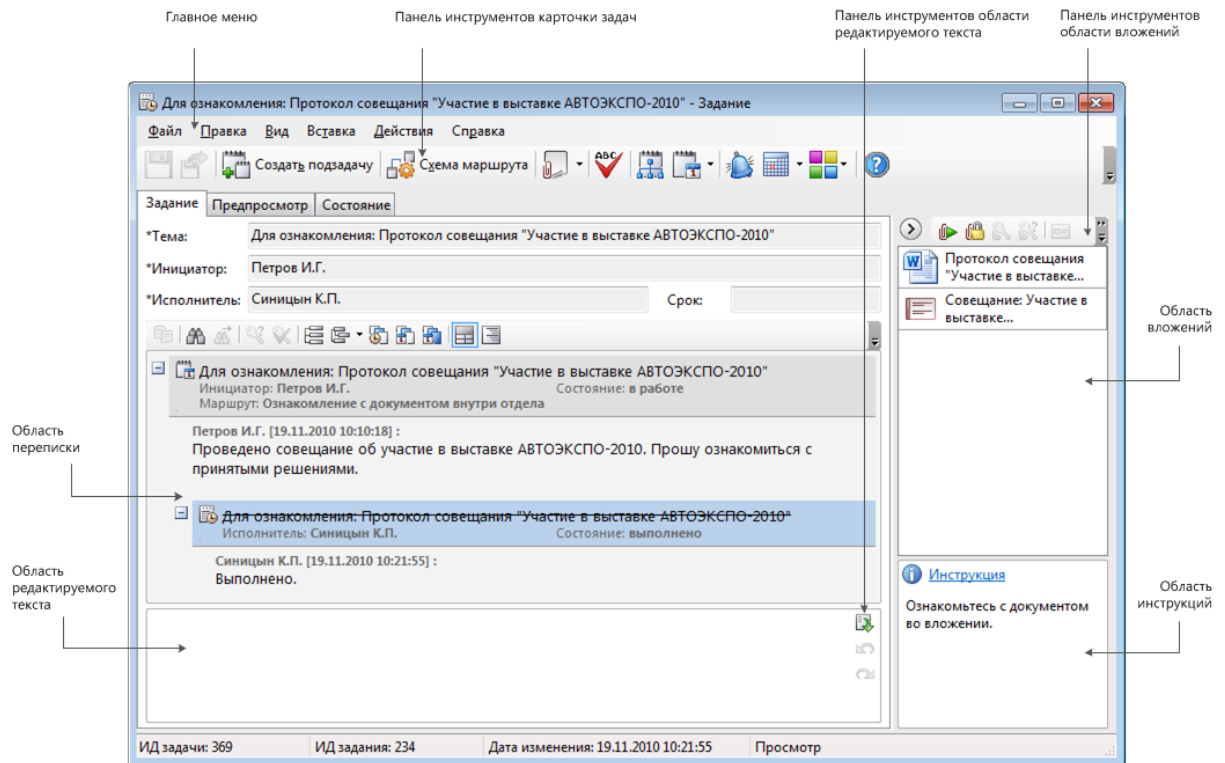 Главное меню
Панель инструментов карточки задач
Панель инструментов области
редактируемого текста
Панель инструментов
области вложений
Для ознакомления: Протокол совещания "Участие в выставке АВТОЭКСПО-2010" - Задание
Файл Правка Вид Вставка Действия Справка
Создать подзадачу Схема маршрута ABC
Задание Предпросмотр Состояние
*Тема: Для ознакомления: Протокол совещания "Участие в выставке АВТОЭКСПО-2010"
*Инициатор: Петров И.Г.
*Исполнитель: Синицын К.П. Срок:
Протокол совещания
"Участие в выставке...
Совещание: Участие в
выставке...
Область
вложений
Для ознакомления: Протокол совещания "Участие в выставке АВТОЭКСПО-2010"
Инициатор: Петров И.Г. Состояние: в работе
Маршрут: Ознакомление с документом внутри отдела
Область
переписки
Петров И.Г. [19.11.2010 10:10:18] :
Проведено совещание об участие в выставке АВТОЭКСПО-2010. Прошу ознакомиться с
принятыми решениями.
Для ознакомления: Протокол совещания "Участие в выставке АВТОЭКСПО-2010"
Исполнитель: Синицын К.П. Состояние: выполнено
Синицын К.П. [19.11.2010 10:21:55] :
Выполнено.
Область
редактируемого
текста
Инструкция
Ознакомьтесь с документом
во вложении.
Область
инструкций
ИД задачи: 369 ИД задания: 234 Дата изменения: 19.11.2010 10:21:55 Просмотр